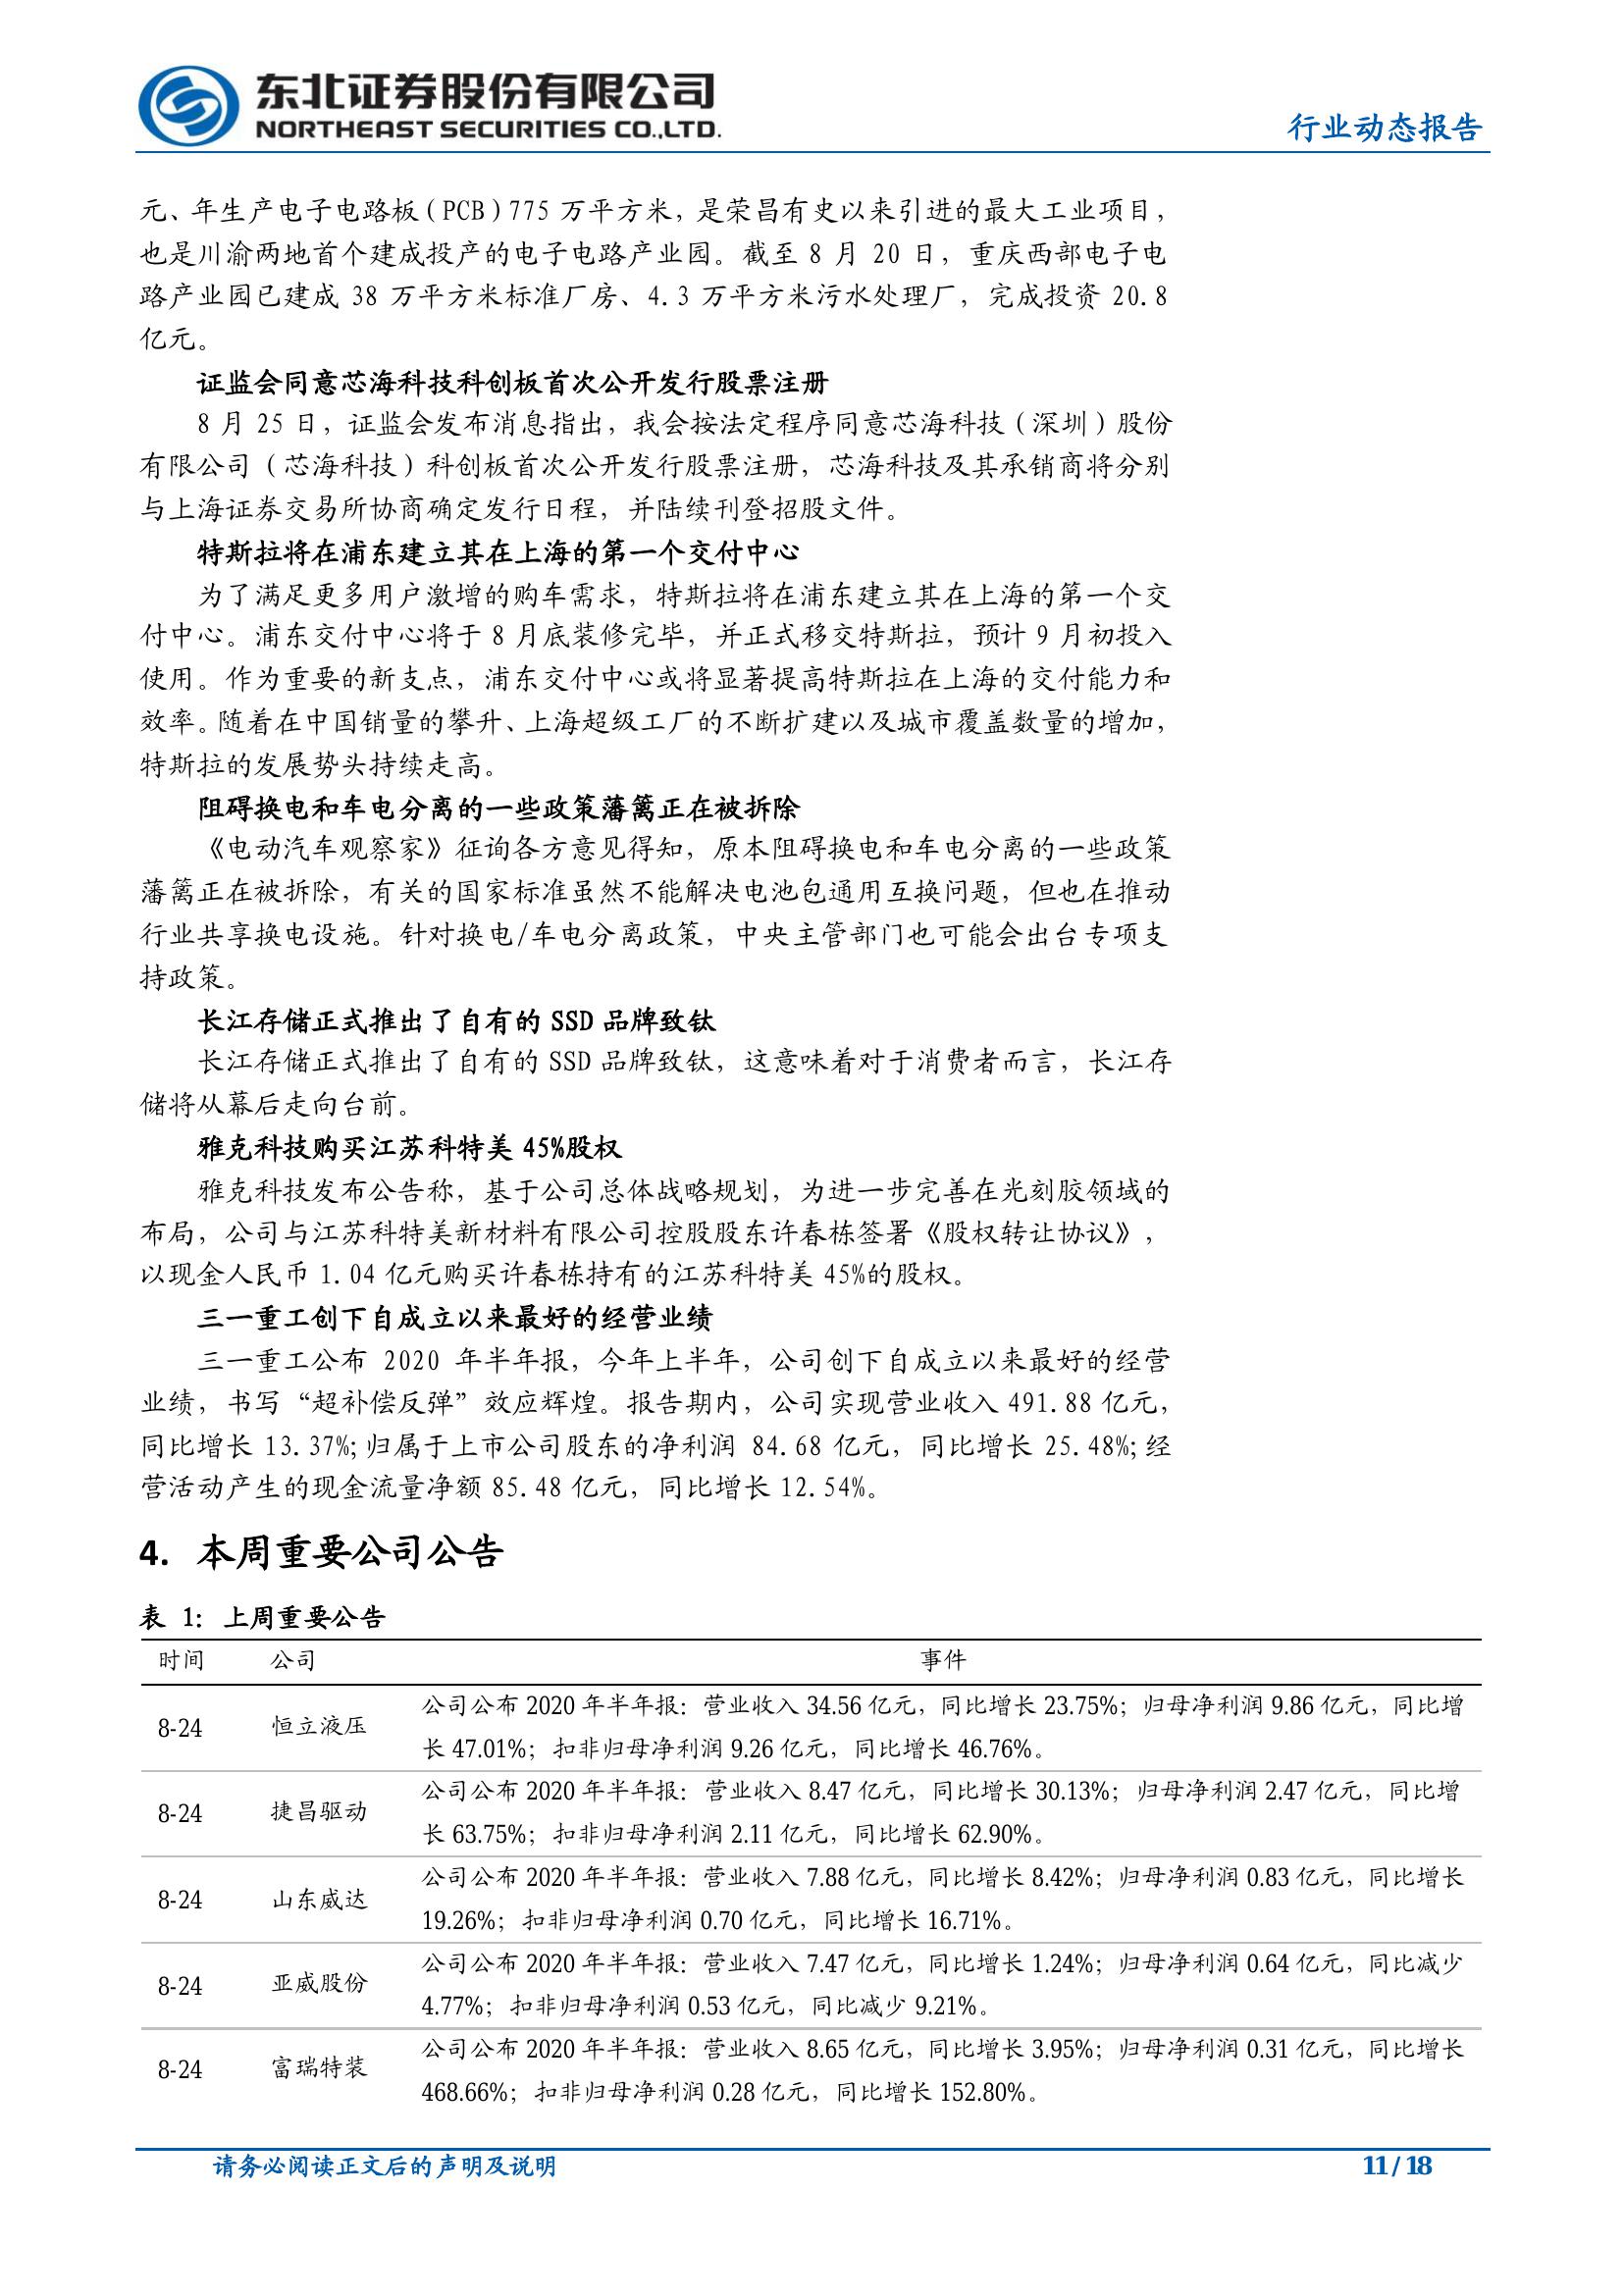 东北证券股份有限公司
NORTHEAST SECURITIES CO.,LTD.
行业动态报告
元、年生产电子电路板（PCB）775 万平方米，是荣昌有史以来引进的最大工业项目，
也是川渝两地首个建成投产的电子电路产业园。截至 8 月 20 日，重庆西部电子电
路产业园已建成 38 万平方米标准厂房、4.3 万平方米污水处理厂，完成投资 20.8
亿元。
证监会同意芯海科技科创板首次公开发行股票注册
8 月 25 日，证监会发布消息指出，我会按法定程序同意芯海科技（深圳）股份
有限公司（芯海科技）科创板首次公开发行股票注册，芯海科技及其承销商将分别
与上海证券交易所协商确定发行日程，并陆续刊登招股文件。
特斯拉将在浦东建立其在上海的第一个交付中心
为了满足更多用户激增的购车需求，特斯拉将在浦东建立其在上海的第一个交
付中心。浦东交付中心将于 8 月底装修完毕，并正式移交特斯拉，预计 9 月初投入
使用。作为重要的新支点，浦东交付中心或将显著提高特斯拉在上海的交付能力和
效率。随着在中国销量的攀升、上海超级工厂的不断扩建以及城市覆盖数量的增加，
特斯拉的发展势头持续走高。
阻碍换电和车电分离的一些政策藩篱正在被拆除
《电动汽车观察家》征询各方意见得知，原本阻碍换电和车电分离的一些政策
藩篱正在被拆除，有关的国家标准虽然不能解决电池包通用互换问题，但也在推动
行业共享换电设施。针对换电/车电分离政策，中央主管部门也可能会出台专项支
持政策。
长江存储正式推出了自有的 SSD 品牌致钛
长江存储正式推出了自有的 SSD 品牌致钛，这意味着对于消费者而言，长江存
储将从幕后走向台前。
雅克科技购买江苏科特美 45%股权
雅克科技发布公告称，基于公司总体战略规划，为进一步完善在光刻胶领域的
布局，公司与江苏科特美新材料有限公司控股股东许春栋签署《股权转让协议》，
以现金人民币 1.04 亿元购买许春栋持有的江苏科特美 45%的股权。
三一重工创下自成立以来最好的经营业绩
三一重工公布 2020 年半年报，今年上半年，公司创下自成立以来最好的经营
业绩，书写“超补偿反弹”效应辉煌。报告期内，公司实现营业收入 491.88 亿元，
同比增长 13.37%;归属于上市公司股东的净利润 84.68 亿元，同比增长 25.48%;经
营活动产生的现金流量净额 85.48 亿元，同比增长 12.54%。
4. 本周重要公司公告
表 1：上周重要公告
时间 公司 事件
公司公布 2020 年半年报：营业收入 34.56 亿元，同比增长 23.75%；归母净利润 9.86 亿元，同比增
8-24 恒立液压
长 47.01%；扣非归母净利润 9.26 亿元，同比增长 46.76%。
公司公布 2020 年半年报：营业收入 8.47 亿元，同比增长 30.13%；归母净利润 2.47 亿元，同比增
8-24 捷昌驱动
长 63.75%；扣非归母净利润 2.11 亿元，同比增长 62.90%。
公司公布 2020 年半年报：营业收入 7.88 亿元，同比增长 8.42%；归母净利润 0.83 亿元，同比增长
8-24 山东威达
19.26%；扣非归母净利润 0.70 亿元，同比增长 16.71%。
公司公布 2020 年半年报：营业收入 7.47 亿元，同比增长 1.24%；归母净利润 0.64 亿元，同比减少
8-24 亚威股份
4.77%；扣非归母净利润 0.53 亿元，同比减少 9.21%。
公司公布 2020 年半年报：营业收入 8.65 亿元，同比增长 3.95%；归母净利润 0.31 亿元，同比增长
8-24 富瑞特装
468.66%；扣非归母净利润 0.28 亿元，同比增长 152.80%。
请务必阅读正文后的声明及说明
11 / 18